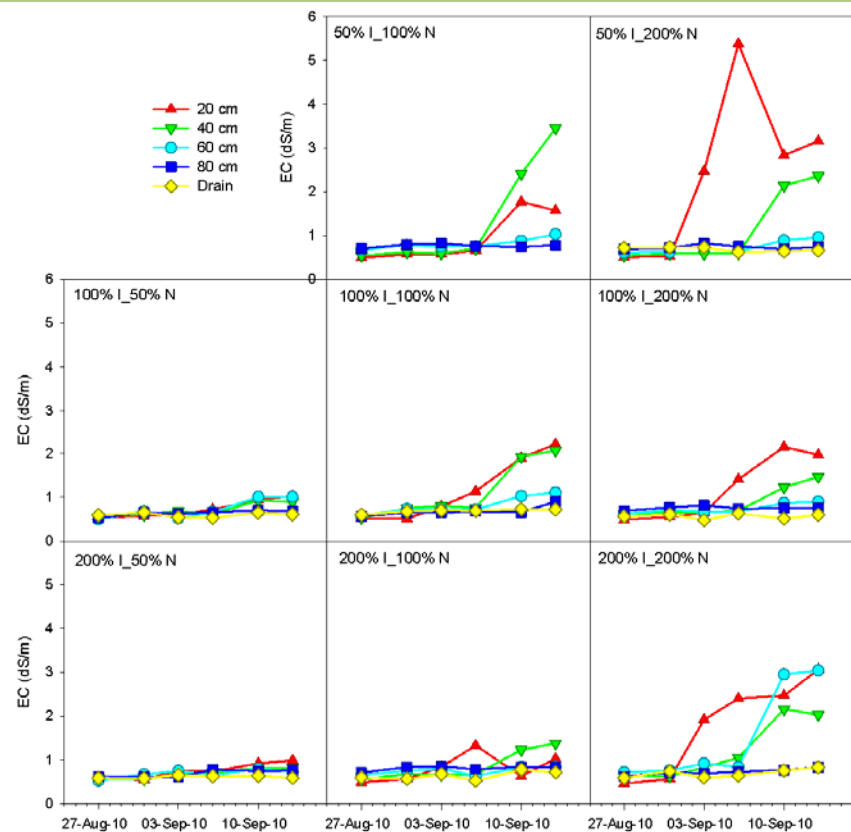 6
50% I_100% N
50% I_200% N
5
20 cm
40 cm
60 cm
80 cm
Drain
4
3
2
1
0
EC (dS/m)
6
100% I_50% N
100% I_100% N
100% I_200% N
5
4
3
2
1
0
EC (dS/m)
200% I_50% N
200% I_100% N
200% I_200% N
5
4
3
2
1
0
EC (dS/m)
27-Aug-10 03-Sep-10 10-Sep-10
27-Aug-10 03-Sep-10 10-Sep-10
27-Aug-10 03-Sep-10 10-Sep-10